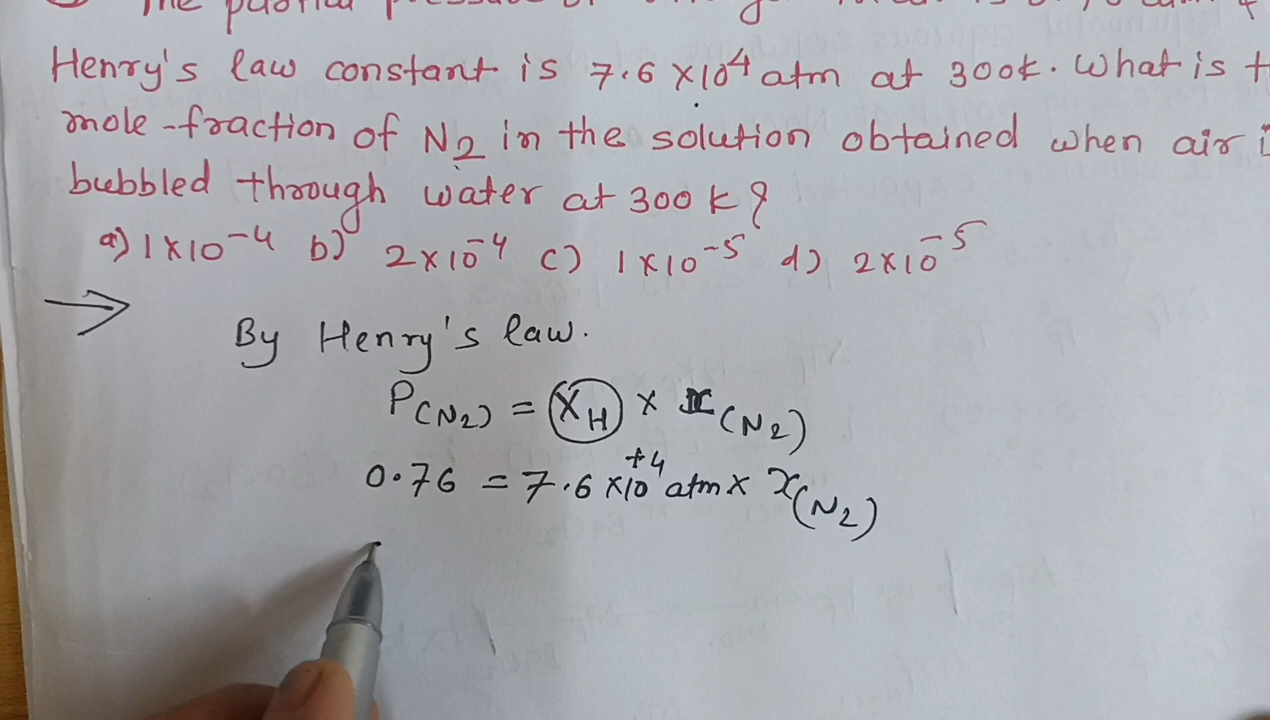 Henry's law constant is 7.6 ×10⁴ atm at 300k. What is
mole-fraction of N₂ in the solution obtained when air
bubbled through water at 300 k?
a) 1×10⁻⁴ b) 2×10⁻⁴ c) 1×10⁻⁵ d) 2×10⁻⁵
By Henry's law.
P(N₂) = X_H × x(N₂)
0.76 = 7.6 ×10⁺⁴ atm × x(N₂)